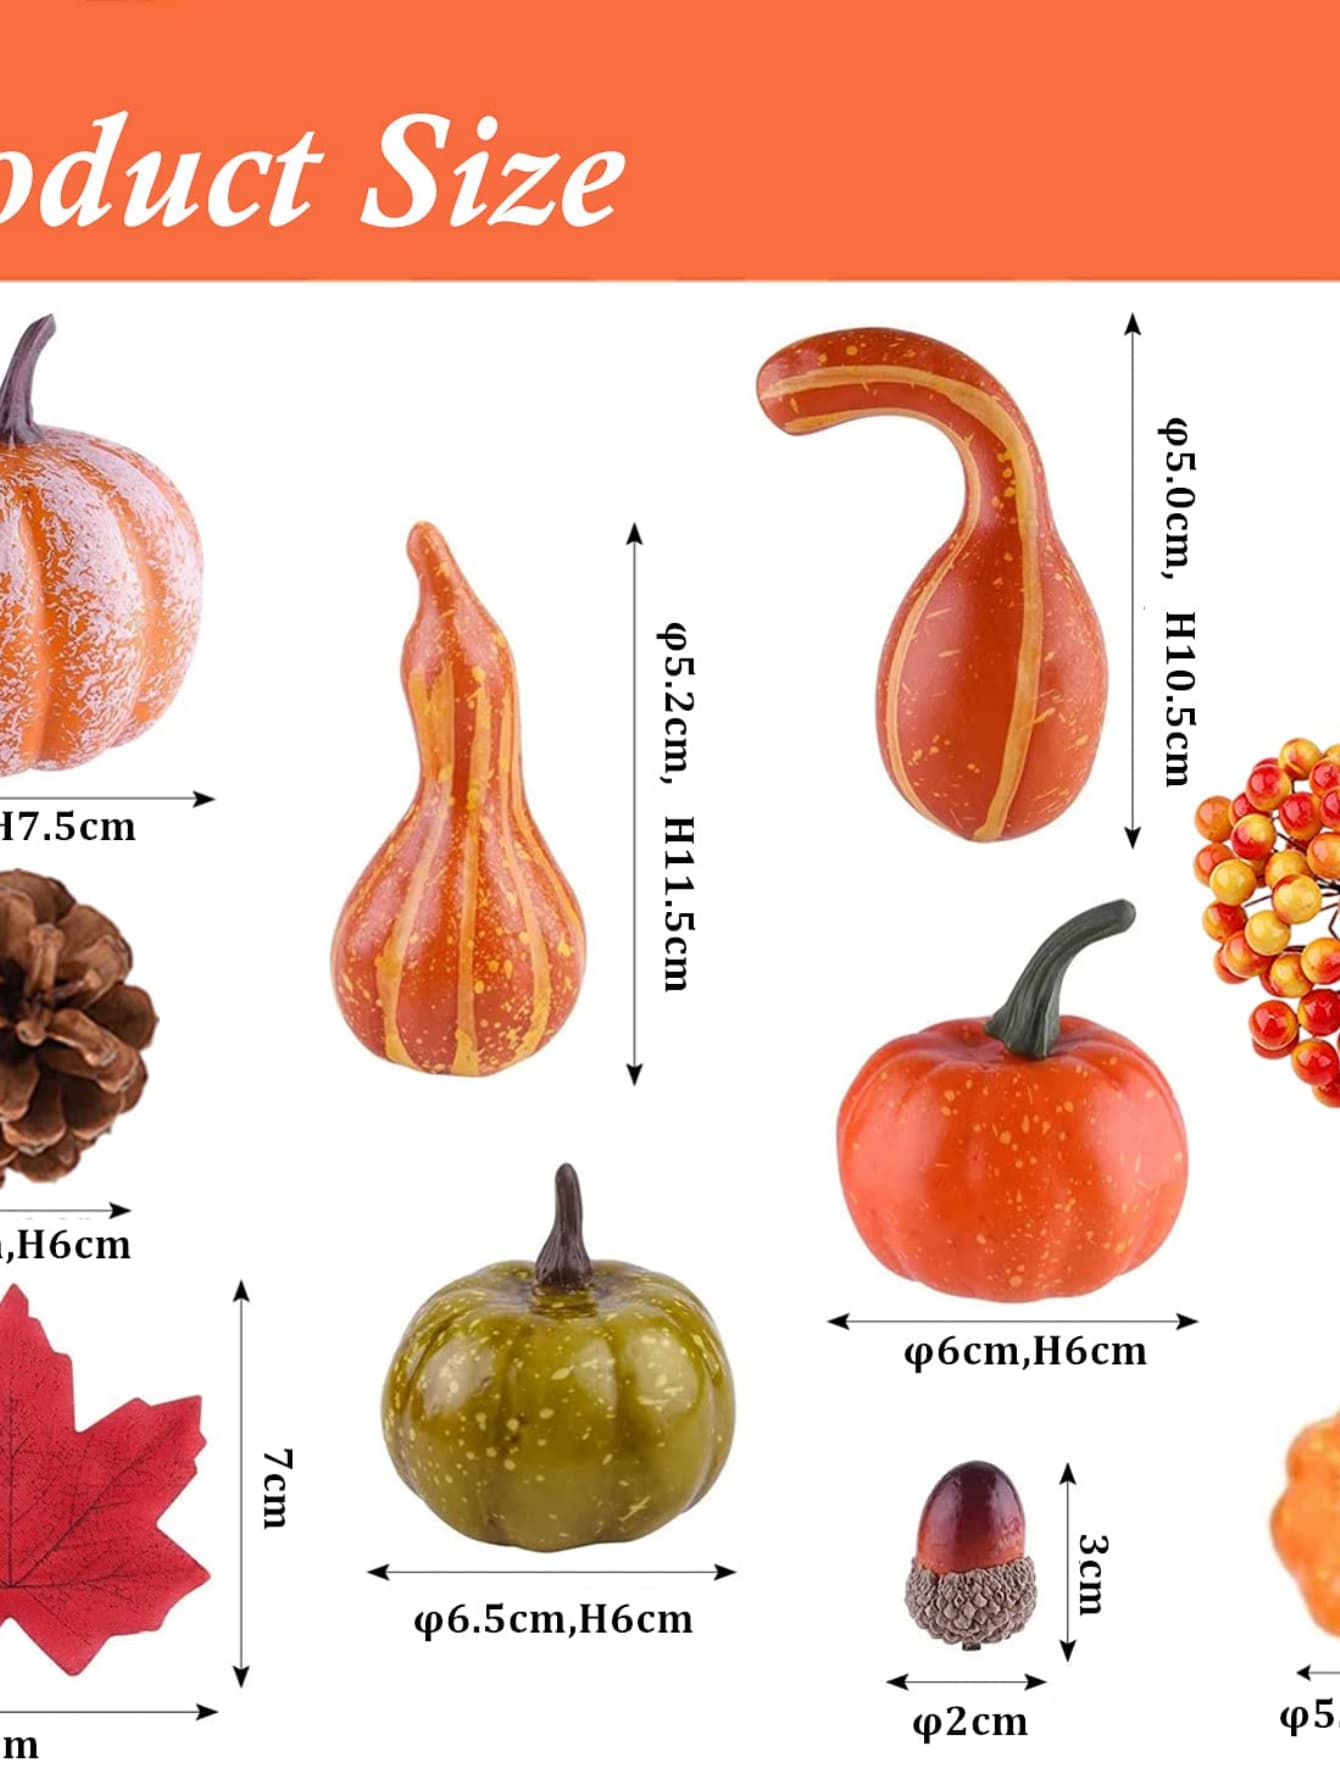 oduct Size
φ5.0cm, H10.5cm
φ5.2cm, H11.5cm
H7.5cm
,H6cm
φ6cm,H6cm
7cm
3cm
φ6.5cm,H6cm
φ2cm
φ5.
m